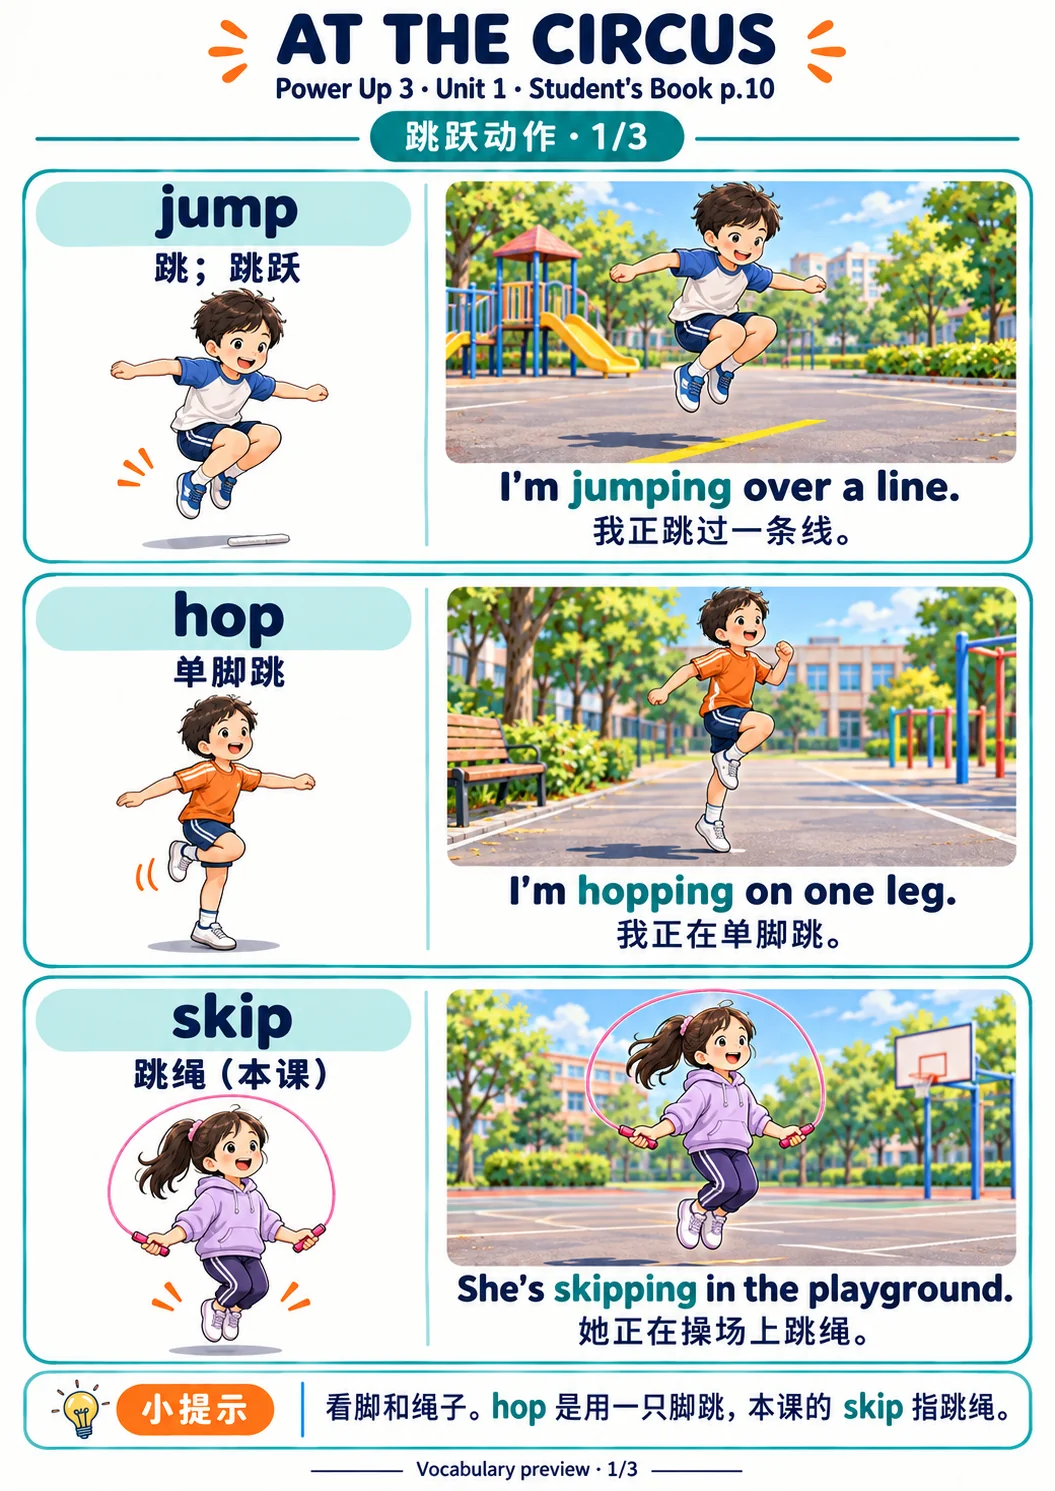 AT THE CIRCUS
Power Up 3 · Unit 1 · Student's Book p.10
跳跃动作 · 1/3
jump
跳；跳跃
I'm jumping over a line.
我正跳过一条线。
hop
单脚跳
I'm hopping on one leg.
我正在单脚跳。
skip
跳绳（本课）
She's skipping in the playground.
她正在操场上跳绳。
小提示
看脚和绳子。hop 是用一只脚跳，本课的 skip 指跳绳。
Vocabulary preview · 1/3